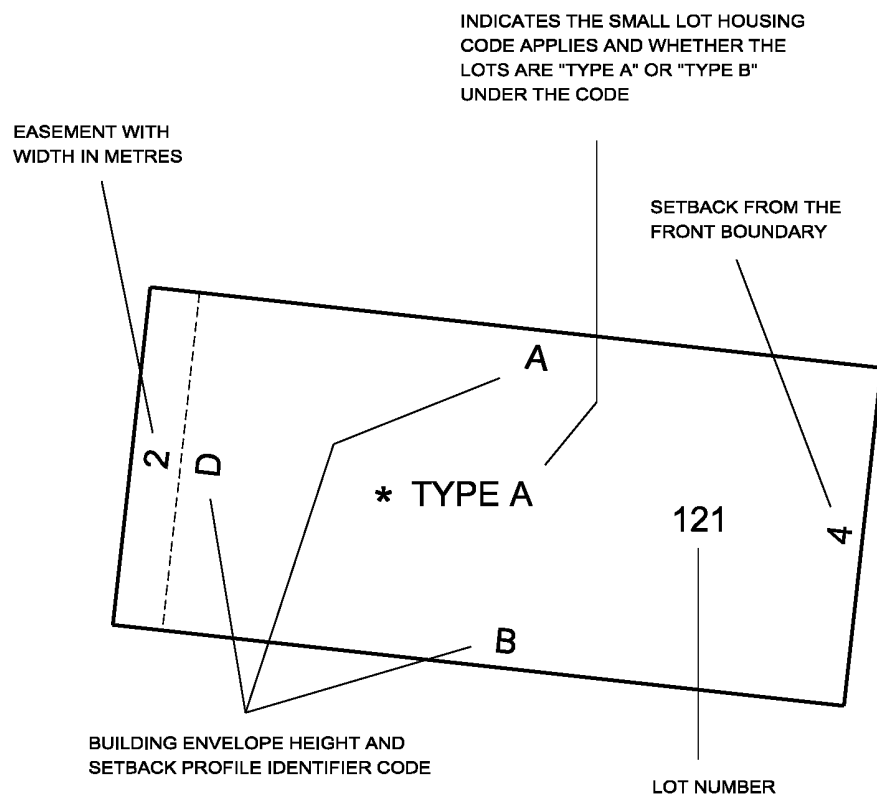 INDICATES THE SMALL LOT HOUSING
CODE APPLIES AND WHETHER THE
LOTS ARE "TYPE A" OR "TYPE B"
UNDER THE CODE
EASEMENT WITH
WIDTH IN METRES
SETBACK FROM THE
FRONT BOUNDARY
A
2
D
* TYPE A
121
4
B
BUILDING ENVELOPE HEIGHT AND
SETBACK PROFILE IDENTIFIER CODE
LOT NUMBER